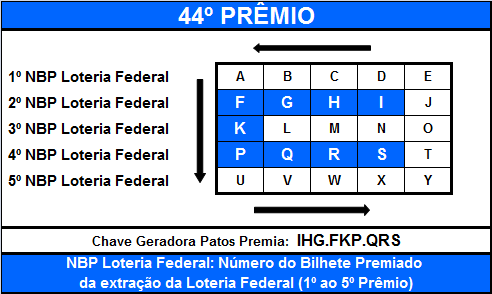 44º PRÊMIO
1º NBP Loteria Federal A B C D E
2º NBP Loteria Federal F G H I J
3º NBP Loteria Federal K L M N O
4º NBP Loteria Federal P Q R S T
5º NBP Loteria Federal U V W X Y
Chave Geradora Patos Premia: IHG.FKP.QRS
NBP Loteria Federal: Número do Bilhete Premiado
da extração da Loteria Federal (1º ao 5º Prêmio)